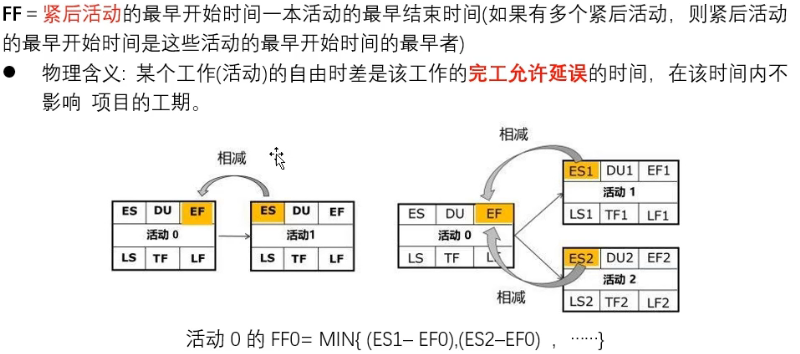 FF = 紧后活动的最早开始时间一本活动的最早结束时间(如果有多个紧后活动，则紧后活动
的最早开始时间是这些活动的最早开始时间的最早者)
● 物理含义: 某个工作(活动)的自由时差是该工作的完工允许延误的时间，在该时间内不
影响 项目的工期。
相减
ES DU EF
活动 0
LS TF LF
ES DU EF
活动1
LS TF LF
相减
ES DU EF
活动 0
LS TF LF
ES1 DU1 EF1
活动 1
LS1 TF1 LF1
ES2 DU2 EF2
活动 2
LS2 TF2 LF2
相减
活动 0 的 FF0= MIN{ (ES1– EF0),(ES2–EF0) ，……}